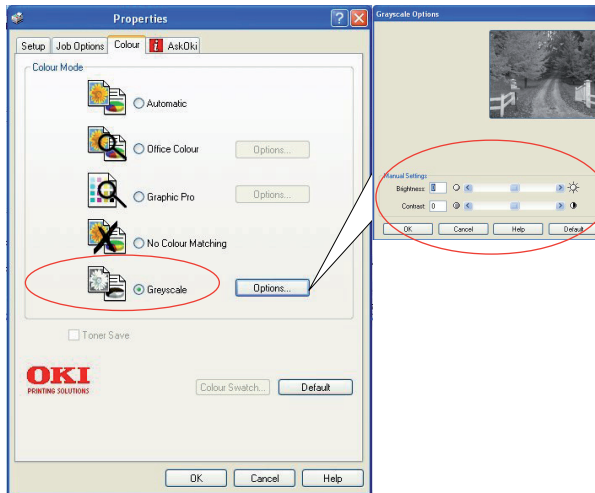 Properties
Setup
Job Options
Colour
AskOki
Colour Mode
Automatic
Office Colour
Options...
Graphic Pro
Options...
No Colour Matching
Greyscale
Options...
Toner Save
OKI
PRINTING SOLUTIONS
Colour Swatch...
Default
OK
Cancel
Help
Grayscale Options
Manual Settings
Brightness 0
Contrast 0
OK
Cancel
Help
Default